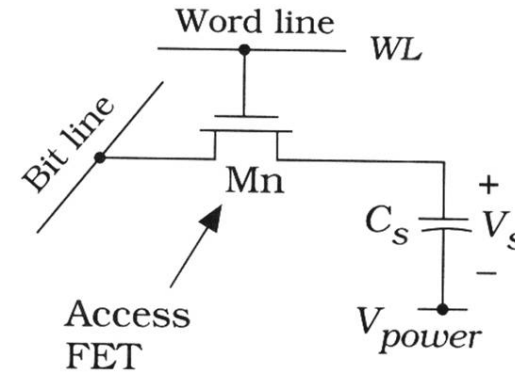 Word line
WL
Bit line
Mn
+
C_s
V_s
−
Access
FET
V_power